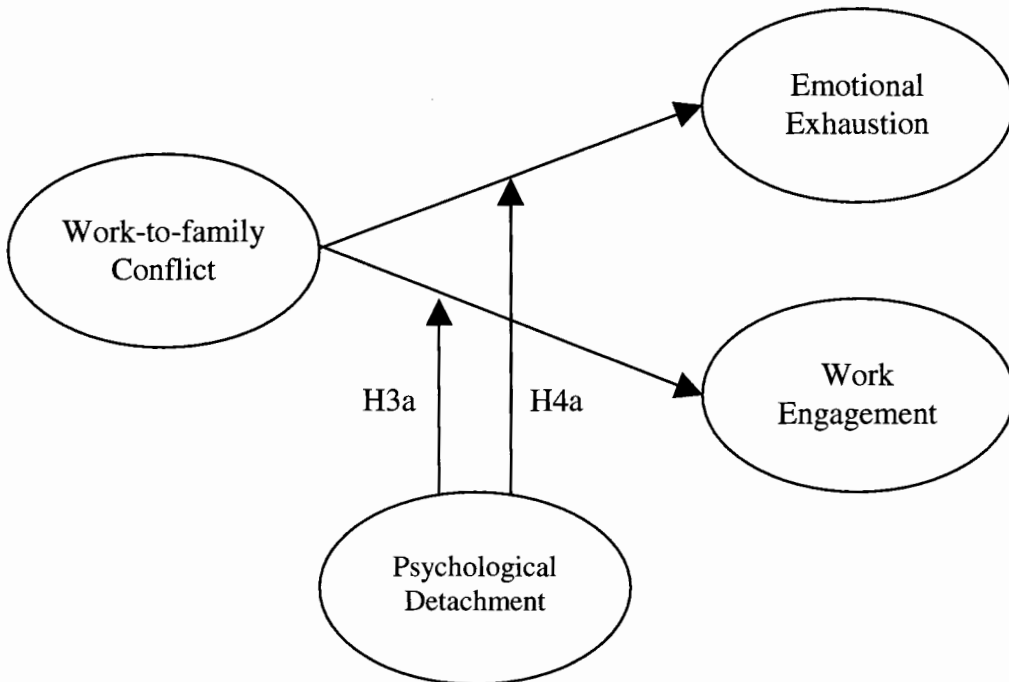 Emotional
Exhaustion
Work-to-family
Conflict
Work
Engagement
H3a
H4a
Psychological
Detachment